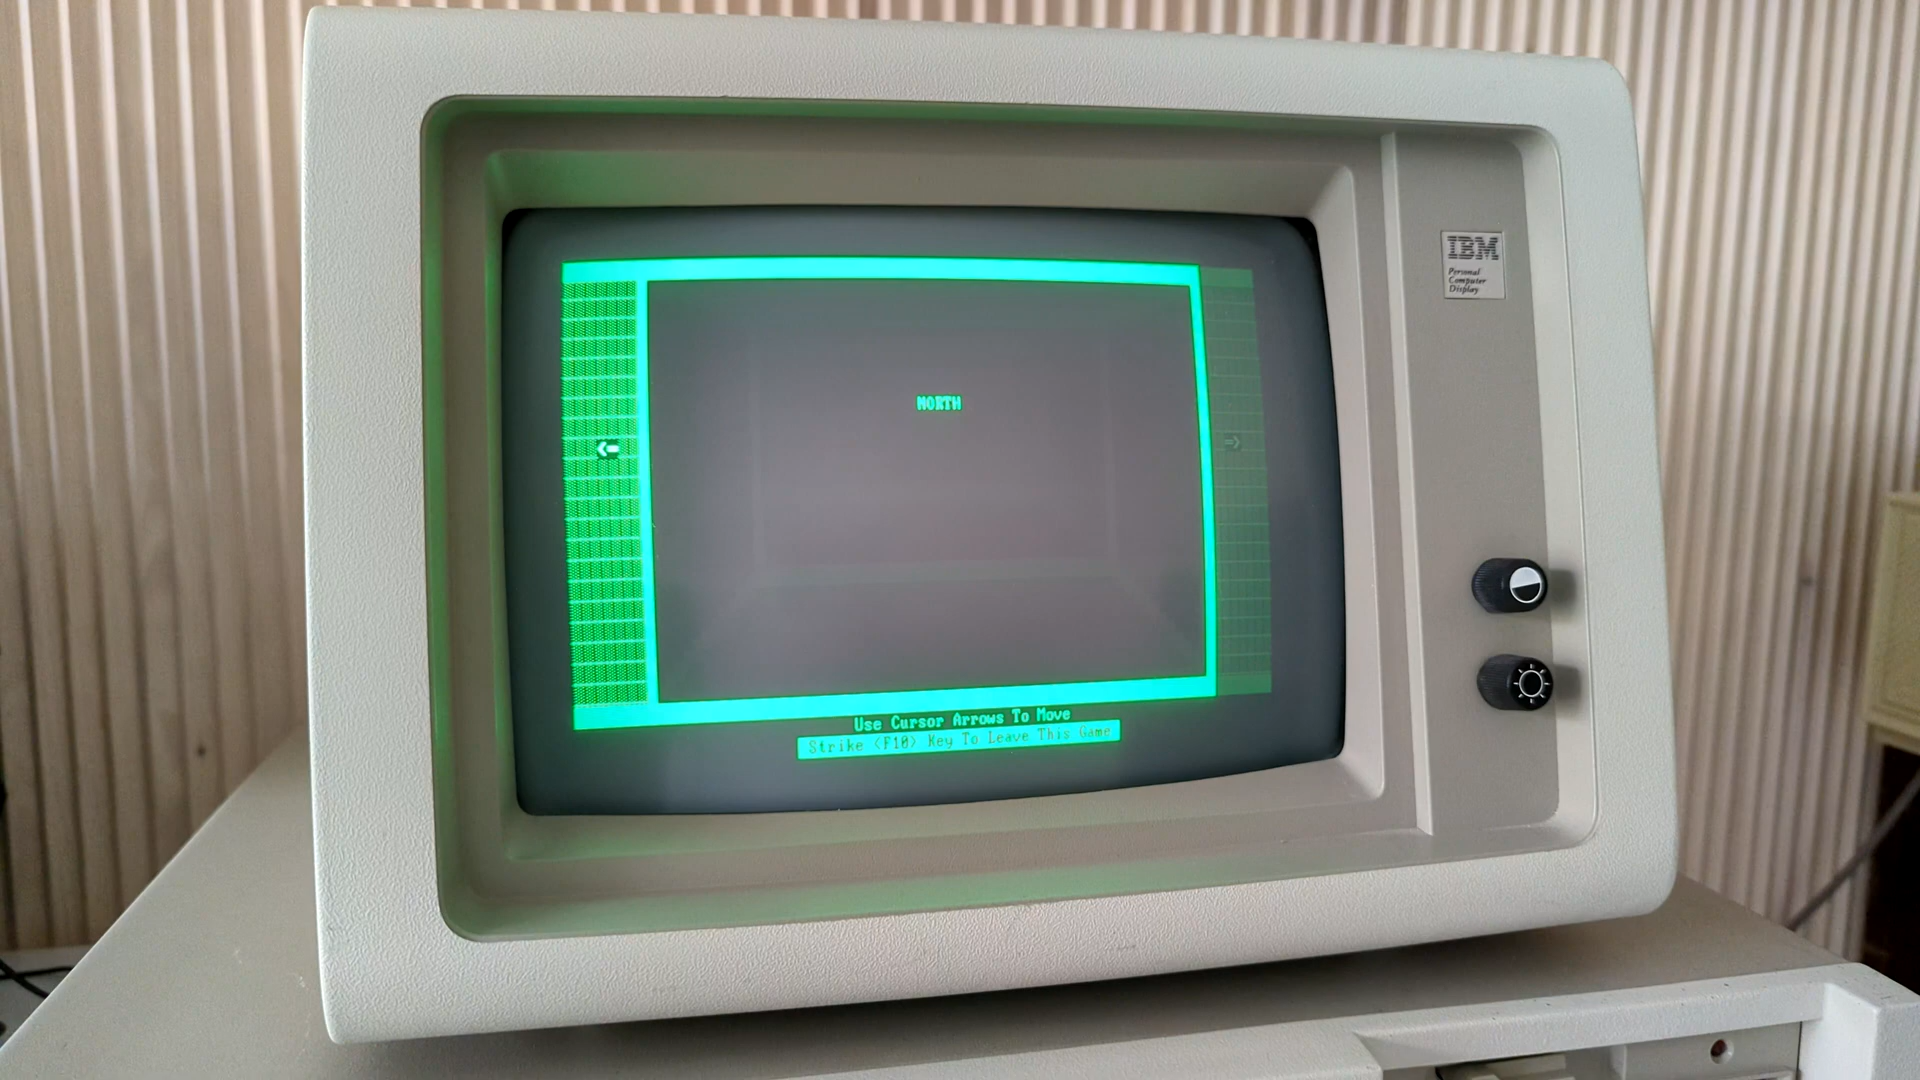 IBM
Personal
Computer
Display
NORTH
<=
=>
Use Cursor Arrows To Move
Strike <F10> Key To Leave This Game